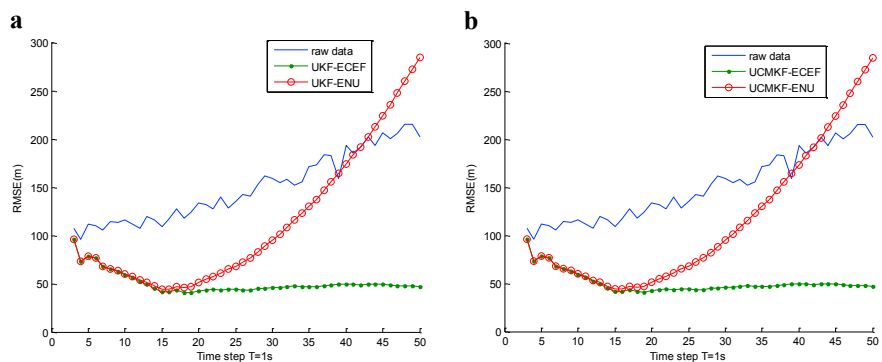 a
300
250
200
150
100
50
0
RMSE(m)
raw data
UKF-ECEF
UKF-ENU
0 5 10 15 20 25 30 35 40 45 50
Time step T=1s
b
300
250
200
150
100
50
0
RMSE(m)
raw data
UCMKF-ECEF
UCMKF-ENU
0 5 10 15 20 25 30 35 40 45 50
Time step T=1s